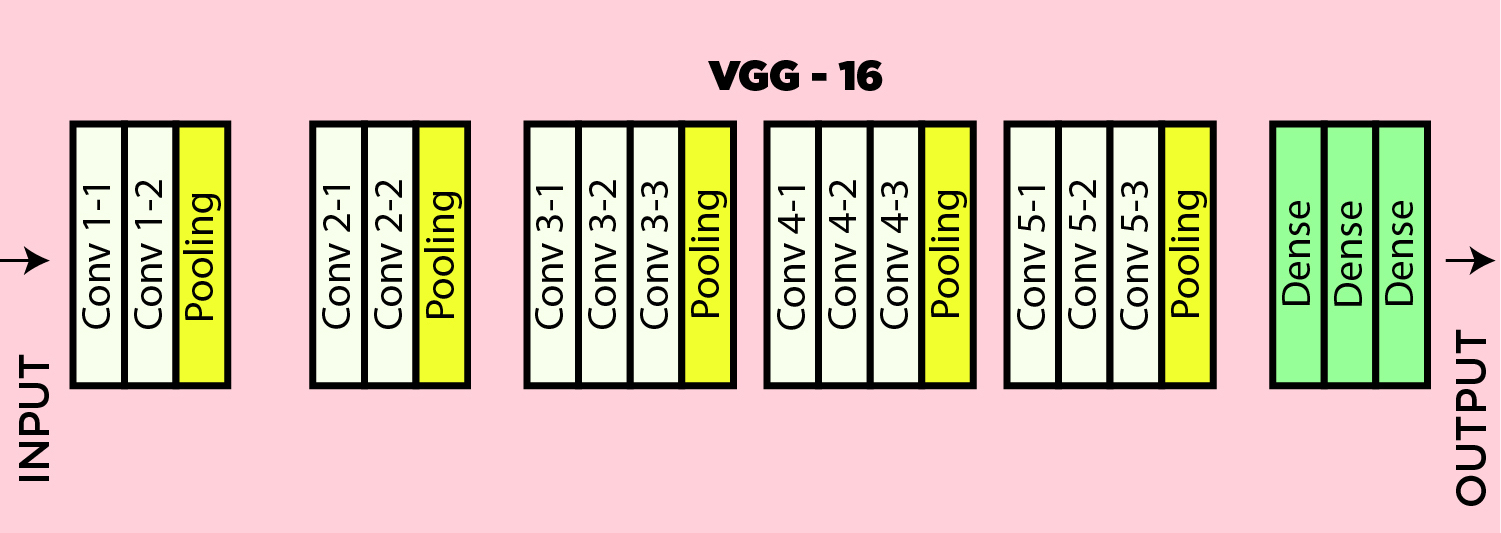 VGG - 16
INPUT
Conv 1-1
Conv 1-2
Pooling
Conv 2-1
Conv 2-2
Pooling
Conv 3-1
Conv 3-2
Conv 3-3
Pooling
Conv 4-1
Conv 4-2
Conv 4-3
Pooling
Conv 5-1
Conv 5-2
Conv 5-3
Pooling
Dense
Dense
Dense
OUTPUT